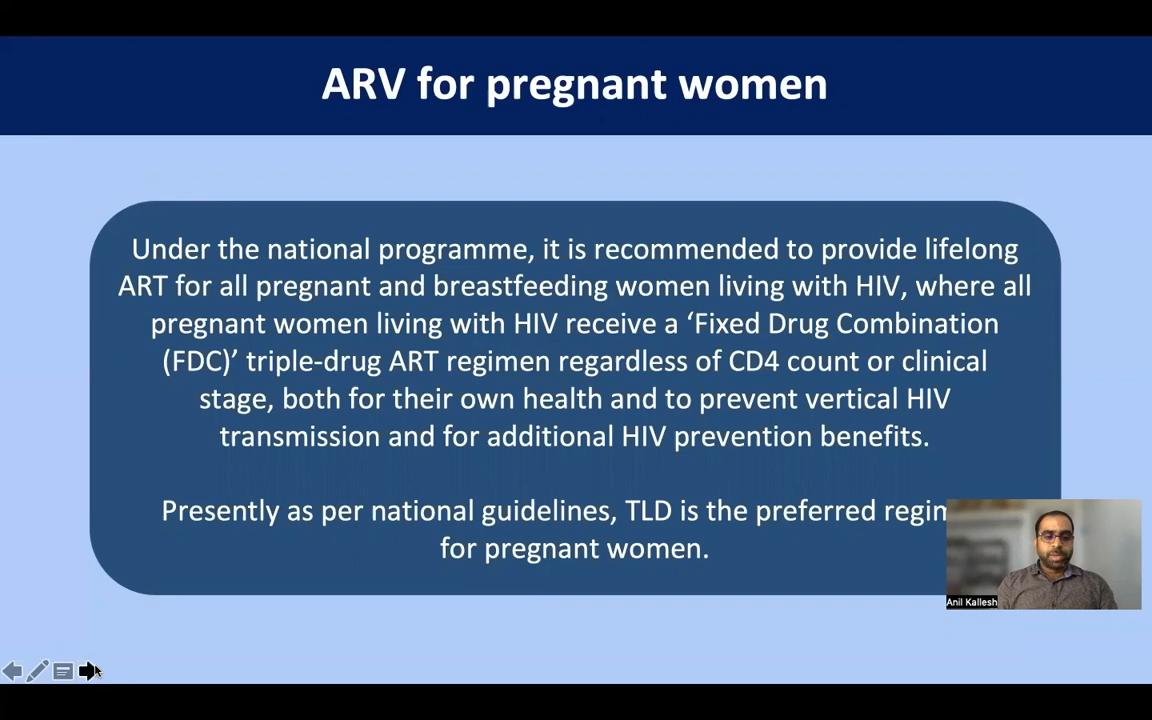 ARV for pregnant women
Under the national programme, it is recommended to provide lifelong
ART for all pregnant and breastfeeding women living with HIV, where all
pregnant women living with HIV receive a ‘Fixed Drug Combination
(FDC)’ triple-drug ART regimen regardless of CD4 count or clinical
stage, both for their own health and to prevent vertical HIV
transmission and for additional HIV prevention benefits.
Presently as per national guidelines, TLD is the preferred
for pregnant women.
Anil Kallesh